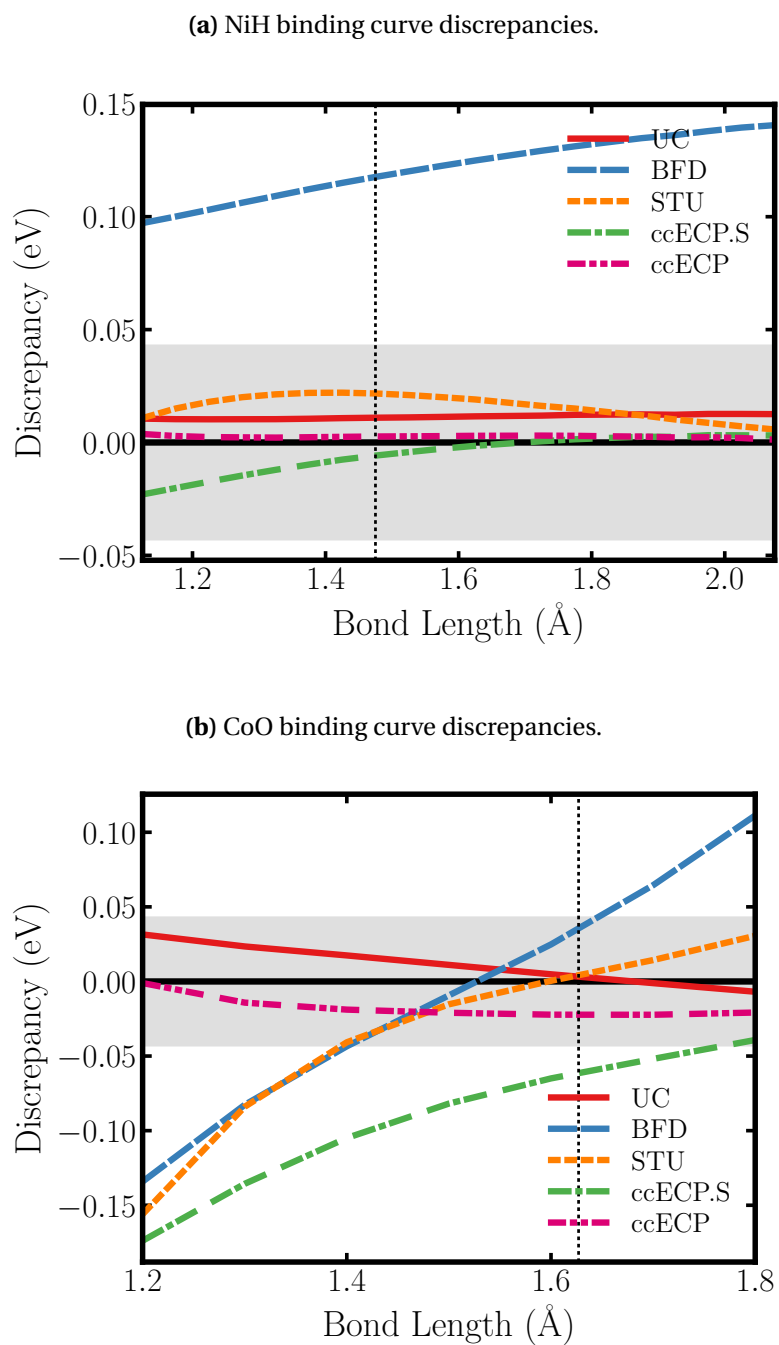 (a) NiH binding curve discrepancies.
0.15
0.10
0.05
0.00
−0.05
Discrepancy (eV)
UC
BFD
STU
ccECP.S
ccECP
1.2 1.4 1.6 1.8 2.0
Bond Length (Å)
(b) CoO binding curve discrepancies.
0.10
0.05
0.00
−0.05
−0.10
−0.15
Discrepancy (eV)
UC
BFD
STU
ccECP.S
ccECP
1.2 1.4 1.6 1.8
Bond Length (Å)